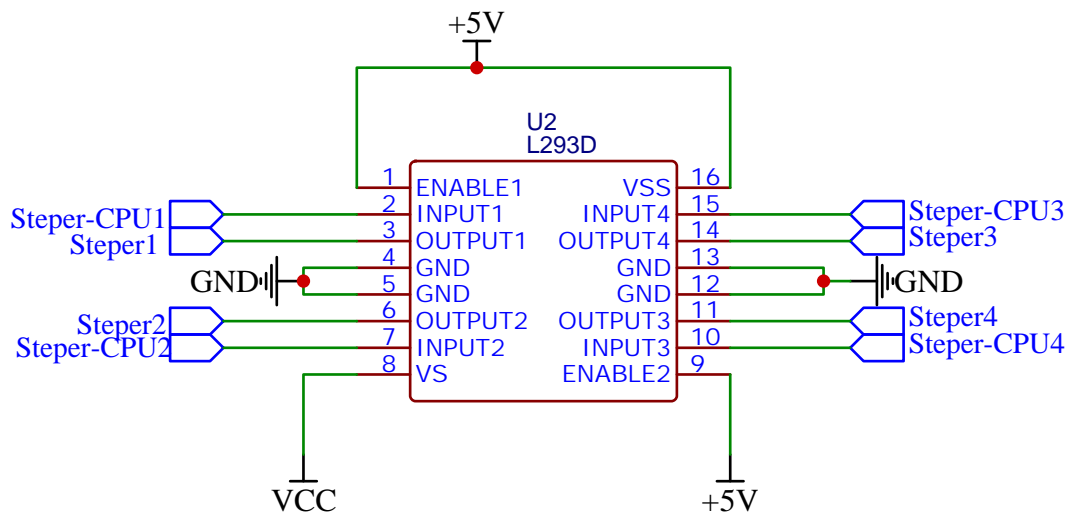 +5V
U2
L293D
1 ENABLE1 VSS 16
Steper-CPU1 2 INPUT1 INPUT4 15 Steper-CPU3
Steper1 3 OUTPUT1 OUTPUT4 14 Steper3
4 GND GND 13
GND GND
5 GND GND 12
Steper2 6 OUTPUT2 OUTPUT3 11 Steper4
Steper-CPU2 7 INPUT2 INPUT3 10 Steper-CPU4
8 VS ENABLE2 9
VCC +5V